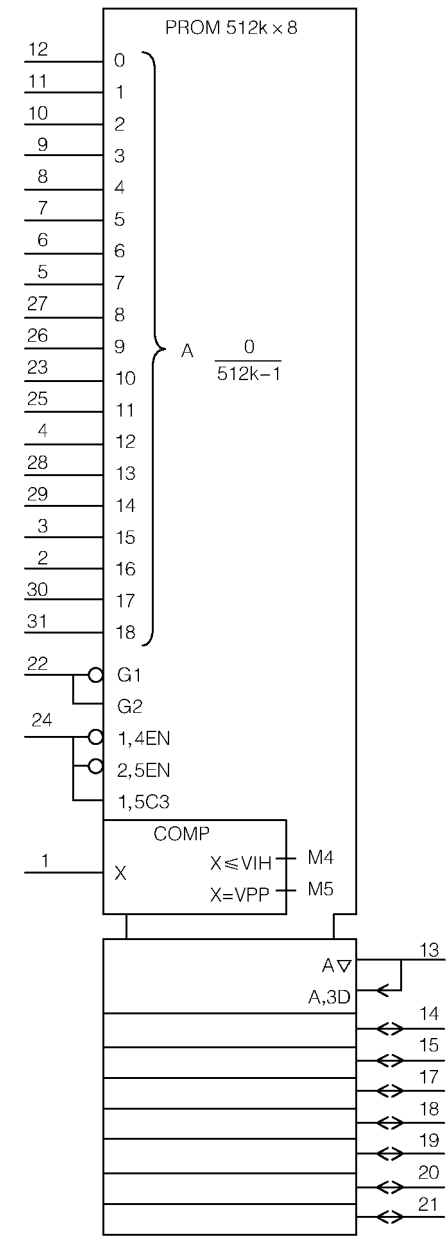 PROM 512k × 8
12 0
11 1
10 2
9 3
8 4
7 5
6 6
5 7
27 8
26 9
A 0
512k−1
23 10
25 11
4 12
28 13
29 14
3 15
2 16
30 17
31 18
22 G1
G2
24 1,4EN
2,5EN
1,5C3
COMP
1 X
X ⩽ VIH M4
X=VPP M5
A ▽ 13
A,3D
14
15
17
18
19
20
21